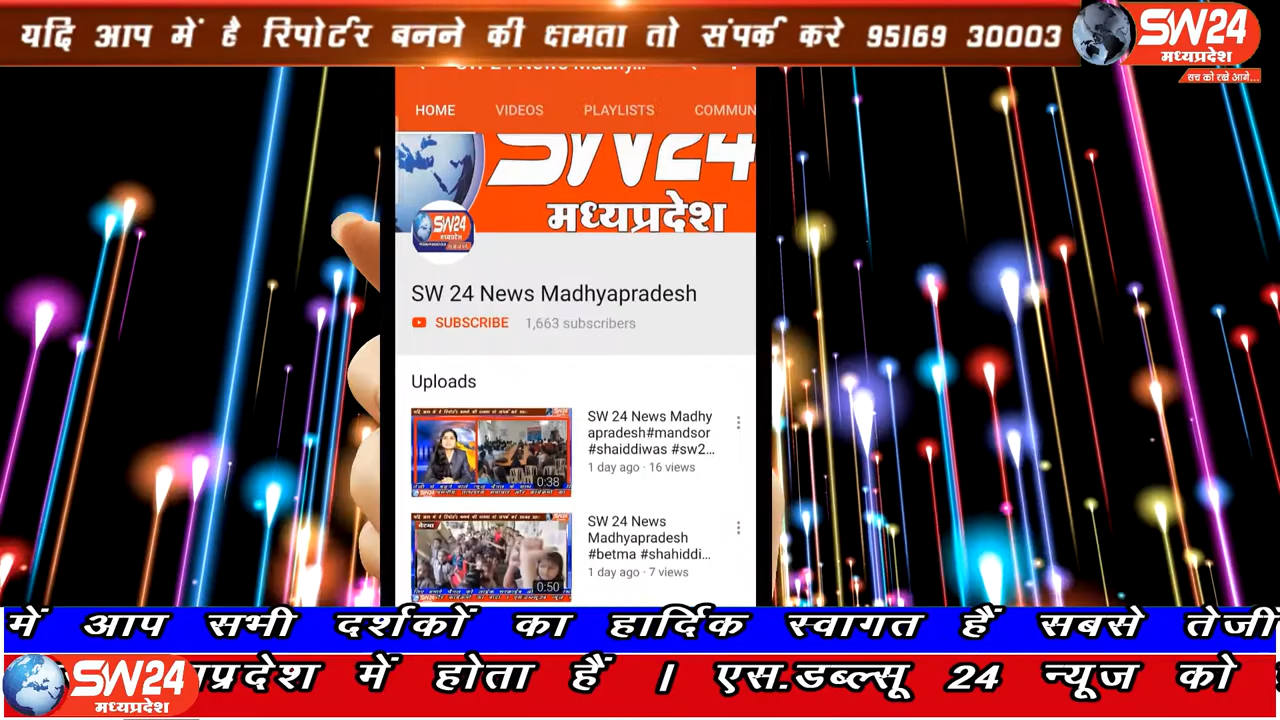 यदि आप में है रिपोर्टर बनने की क्षमता तो संपर्क करे 95169 30003
SW24
मध्यप्रदेश
सच को रखे आगे...
HOME VIDEOS PLAYLISTS COMMUN
SW24
मध्यप्रदेश
SW24
SW 24 News Madhyapradesh
SUBSCRIBE 1,663 subscribers
Uploads
SW 24 News Madhy
apradesh#mandsor
#shaiddiwas #sw2...
1 day ago · 16 views
0:38
SW 24 News
Madhyapradesh
#betma #shahiddi...
1 day ago · 7 views
0:50
में आप सभी दर्शकों का हार्दिक स्वागत हैं सबसे तेजी
प्रदेश में होता हैं । एस.डब्ल्सू 24 न्यूज को
SW24
मध्यप्रदेश